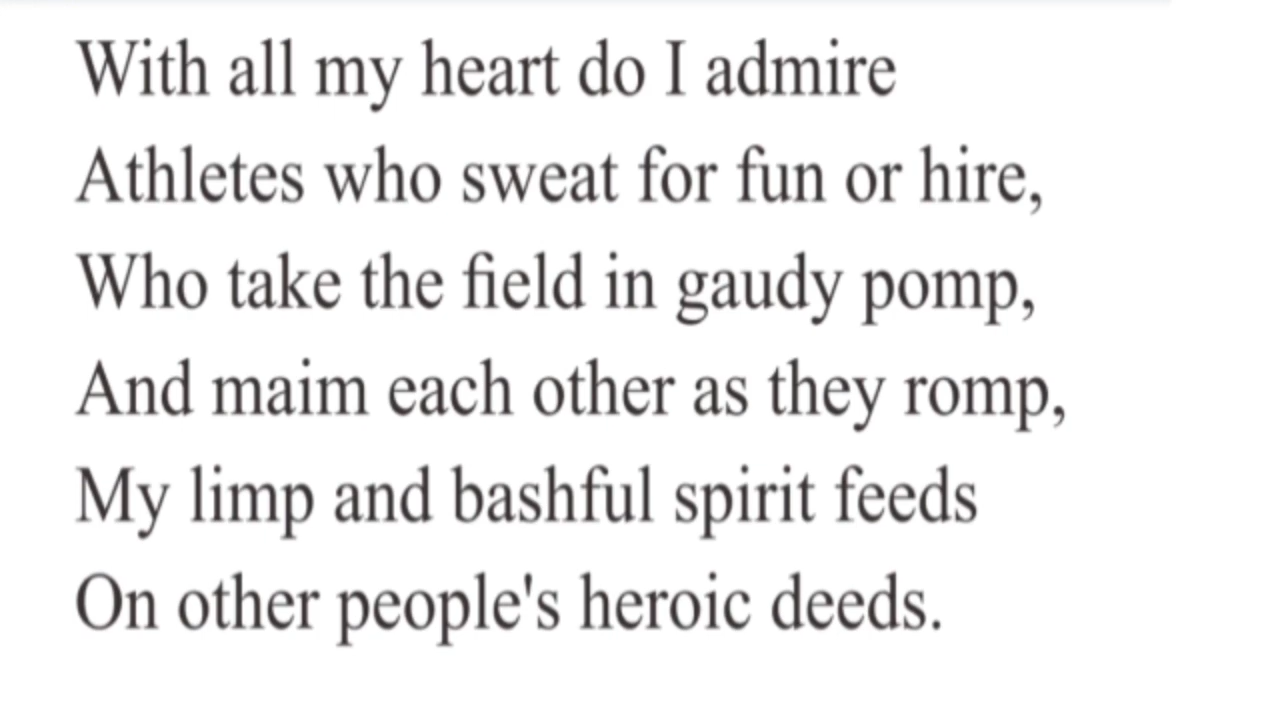 With all my heart do I admire
Athletes who sweat for fun or hire,
Who take the field in gaudy pomp,
And maim each other as they romp,
My limp and bashful spirit feeds
On other people's heroic deeds.